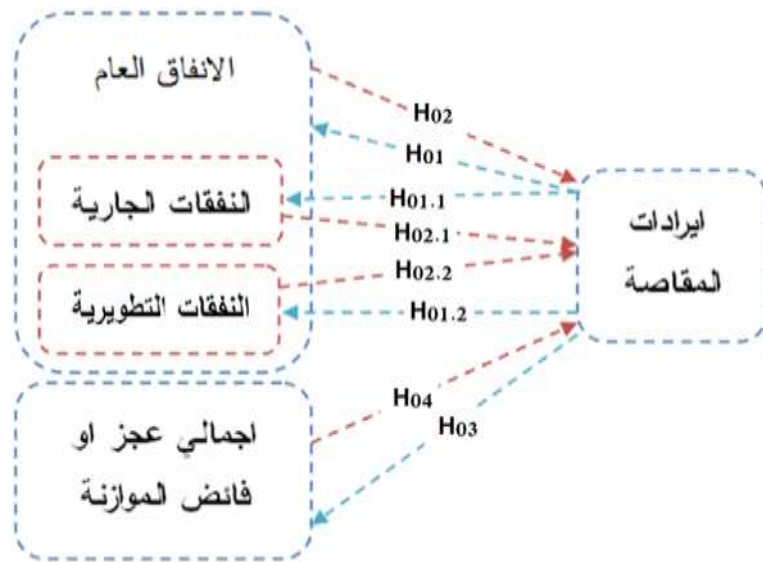 الانفاق العام
النفقات الجارية
النفقات التطويرية
اجمالي عجز او
فائض الموازنة
H02
H01
H01.1
H02.1
H02.2
H01.2
H04
H03
ايرادات
المقاصة